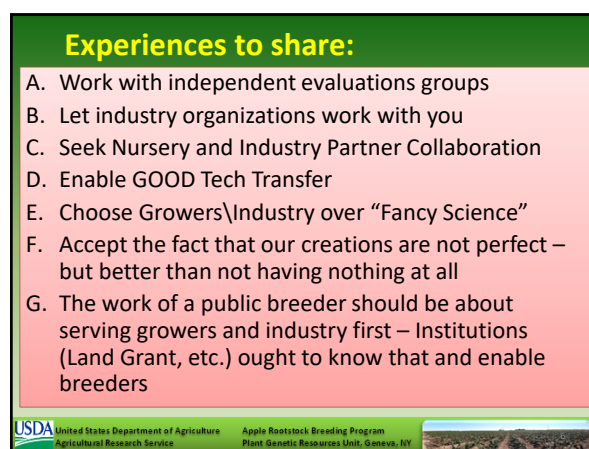 Experiences to share:
A. Work with independent evaluations groups
B. Let industry organizations work with you
C. Seek Nursery and Industry Partner Collaboration
D. Enable GOOD Tech Transfer
E. Choose Growers\Industry over “Fancy Science”
F. Accept the fact that our creations are not perfect –
but better than not having nothing at all
G. The work of a public breeder should be about
serving growers and industry first – Institutions
(Land Grant, etc.) ought to know that and enable
breeders
USDA United States Department of Agriculture Apple Rootstock Breeding Program
Agricultural Research Service Plant Genetic Resources Unit, Geneva, NY